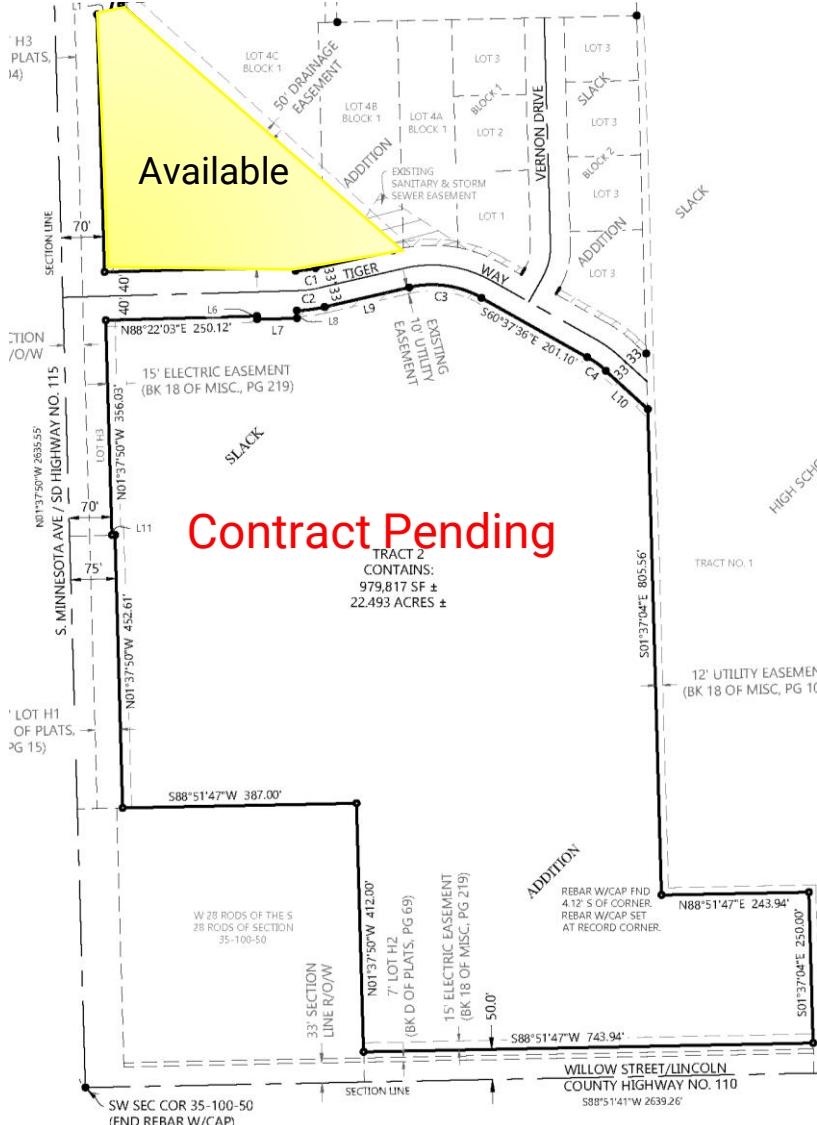 L1
H3
PLATS,
04)
LOT 4C
BLOCK 1
50' DRAINAGE
EASEMENT
LOT 4B
BLOCK 1
LOT 4A
BLOCK 1
LOT 3
BLOCK 1
LOT 2
LOT 1
VERNON DRIVE
LOT 3
SLACK
LOT 3
BLOCK 2
LOT 3
ADDITION
LOT 3
SLACK
Available
ADDITION
EXISTING
SANITARY & STORM
SEWER EASEMENT
SECTION LINE
70'
40'
40'
C1
33'
33'
TIGER
WAY
C2
L6
L7
L8
L9
C3
N88°22'03"E 250.12'
EXISTING
10' UTILITY
EASEMENT
S60°37'36"E 201.10'
C4
33'
33'
L10
CTION
/O/W
15' ELECTRIC EASEMENT
(BK 18 OF MISC., PG 219)
N01°37'50"W 356.03'
LOT H3
S. MINNESOTA AVE / SD HIGHWAY NO. 115
N01°37'50"W 2635.55'
SLACK
HIGH SCHO
70'
L11
75'
Contract Pending
TRACT 2
CONTAINS:
979,817 SF ±
22.493 ACRES ±
TRACT NO. 1
S01°37'04"E 805.56'
N01°37'50"W 452.61'
12' UTILITY EASEMEN
(BK 18 OF MISC, PG 10
LOT H1
OF PLATS,
PG 15)
S88°51'47"W 387.00'
ADDITION
W 28 RODS OF THE S
28 RODS OF SECTION
35-100-50
N01°37'50"W 412.00'
7' LOT H2
(BK D OF PLATS, PG 69)
15' ELECTRIC EASEMENT
(BK 18 OF MISC, PG 219)
REBAR W/CAP FND
4.12' S OF CORNER.
REBAR W/CAP SET
AT RECORD CORNER.
N88°51'47"E 243.94'
S01°37'04"E 250.00'
33' SECTION
LINE R/O/W
50.0'
S88°51'47"W 743.94'
WILLOW STREET/LINCOLN
COUNTY HIGHWAY NO. 110
S88°51'41"W 2639.26'
SECTION LINE
SW SEC COR 35-100-50
(FND REBAR W/CAP)